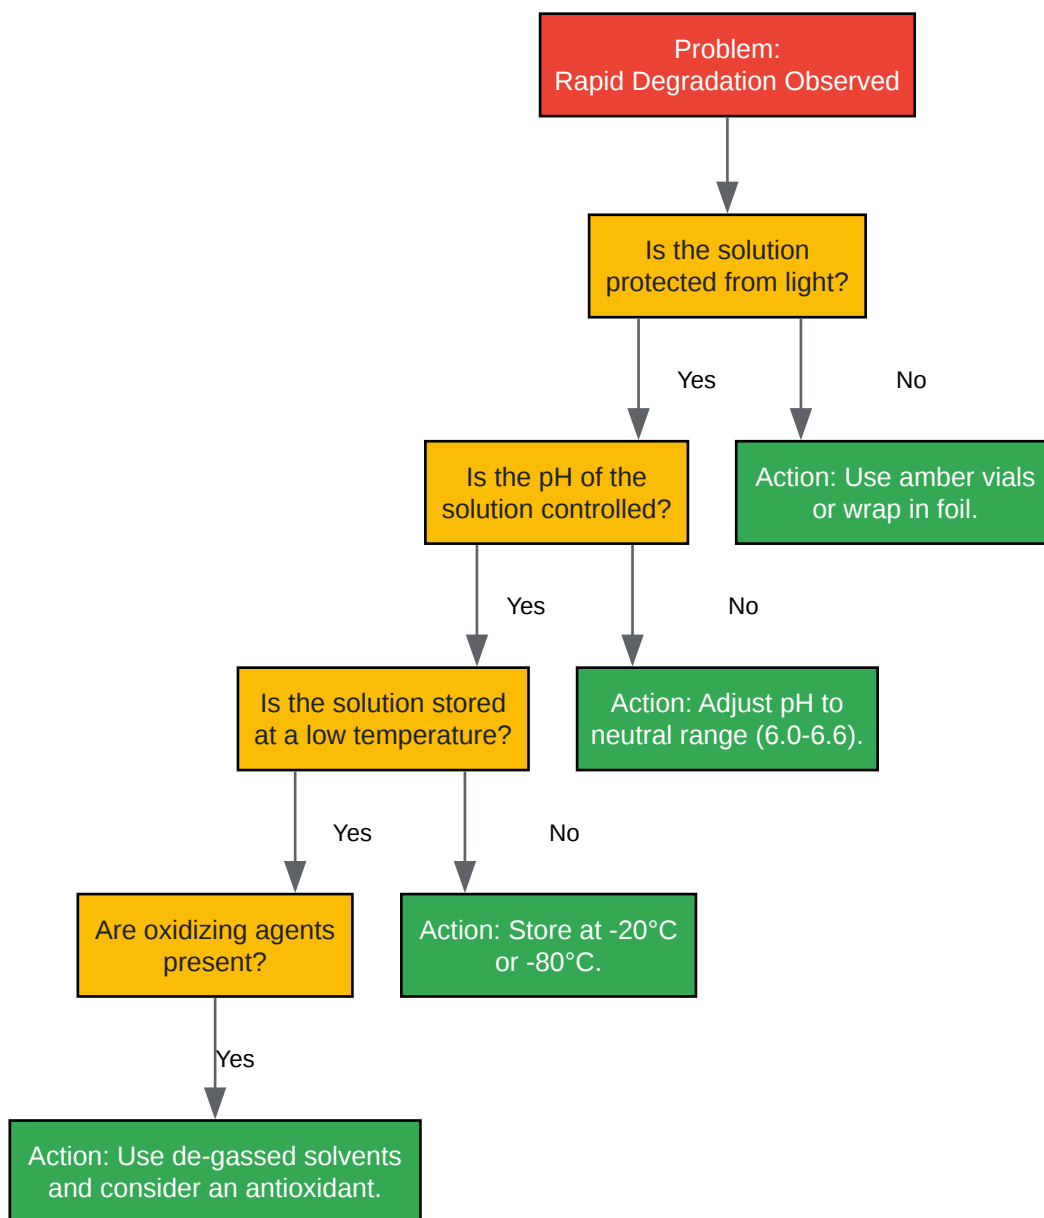 Problem:
Rapid Degradation Observed
Is the solution
protected from light?
Yes
No
Is the pH of the
solution controlled?
Action: Use amber vials
or wrap in foil.
Yes
No
Is the solution stored
at a low temperature?
Action: Adjust pH to
neutral range (6.0-6.6).
Yes
No
Are oxidizing agents
present?
Action: Store at -20°C
or -80°C.
Yes
Action: Use de-gassed solvents
and consider an antioxidant.